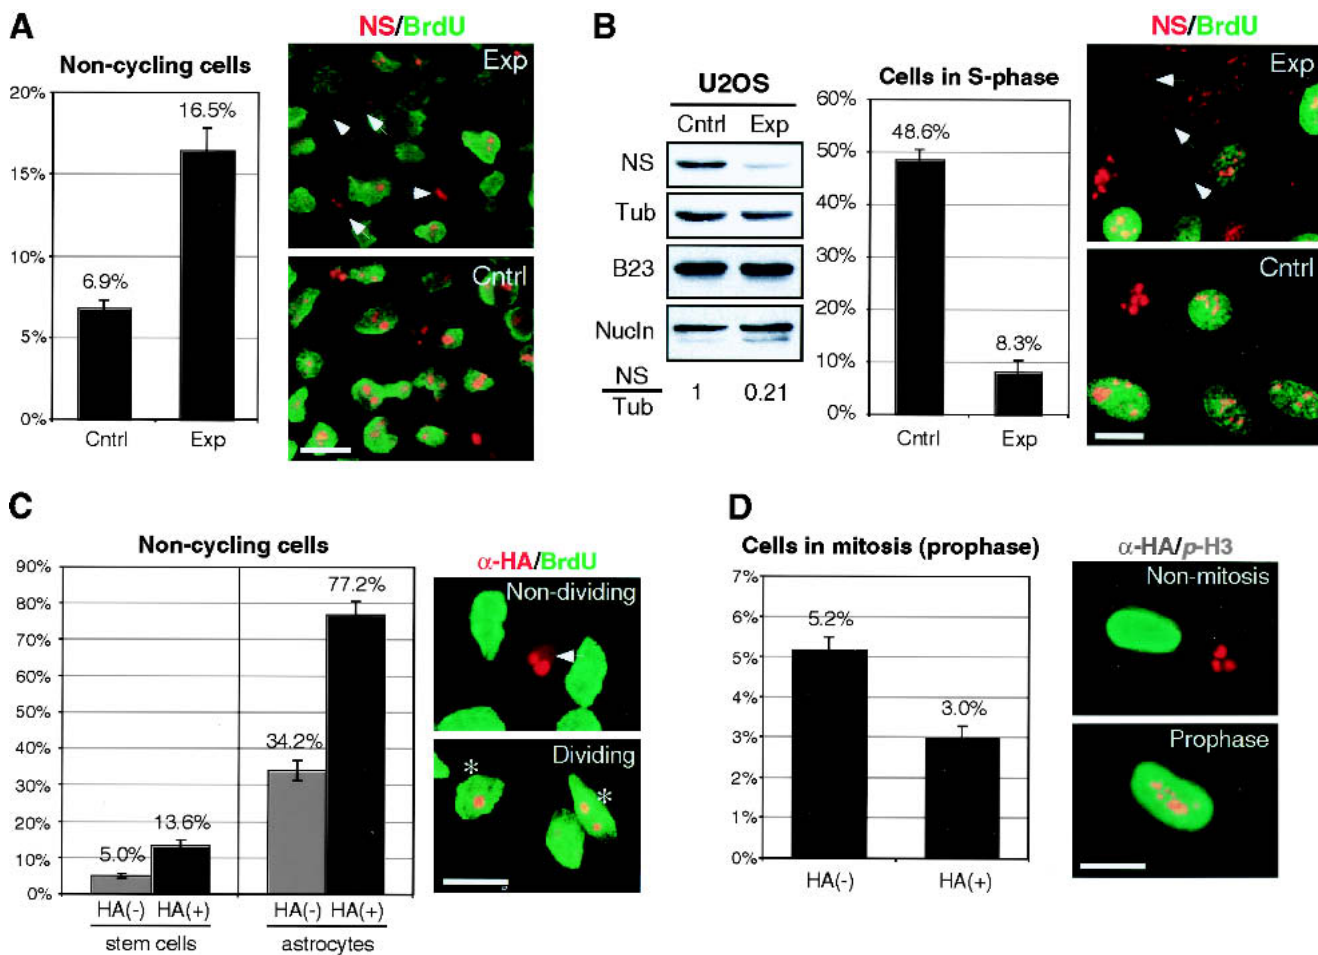 A
Non-cycling cells
20%
15%
10%
5%
0%
6.9%
16.5%
Cntrl
Exp
NS/BrdU
Exp
Cntrl
B
U2OS
Cntrl Exp
NS
Tub
B23
Nucln
NS
Tub
1
0.21
Cells in S-phase
60%
50%
40%
30%
20%
10%
0%
48.6%
8.3%
Cntrl
Exp
NS/BrdU
Exp
Cntrl
C
Non-cycling cells
90%
80%
70%
60%
50%
40%
30%
20%
10%
0%
5.0%
13.6%
34.2%
77.2%
HA(-) HA(+)
HA(-) HA(+)
stem cells
astrocytes
α-HA/BrdU
Non-dividing
Dividing
*
*
D
Cells in mitosis (prophase)
7%
6%
5%
4%
3%
2%
1%
0%
5.2%
3.0%
HA(-)
HA(+)
α-HA/p-H3
Non-mitosis
Prophase